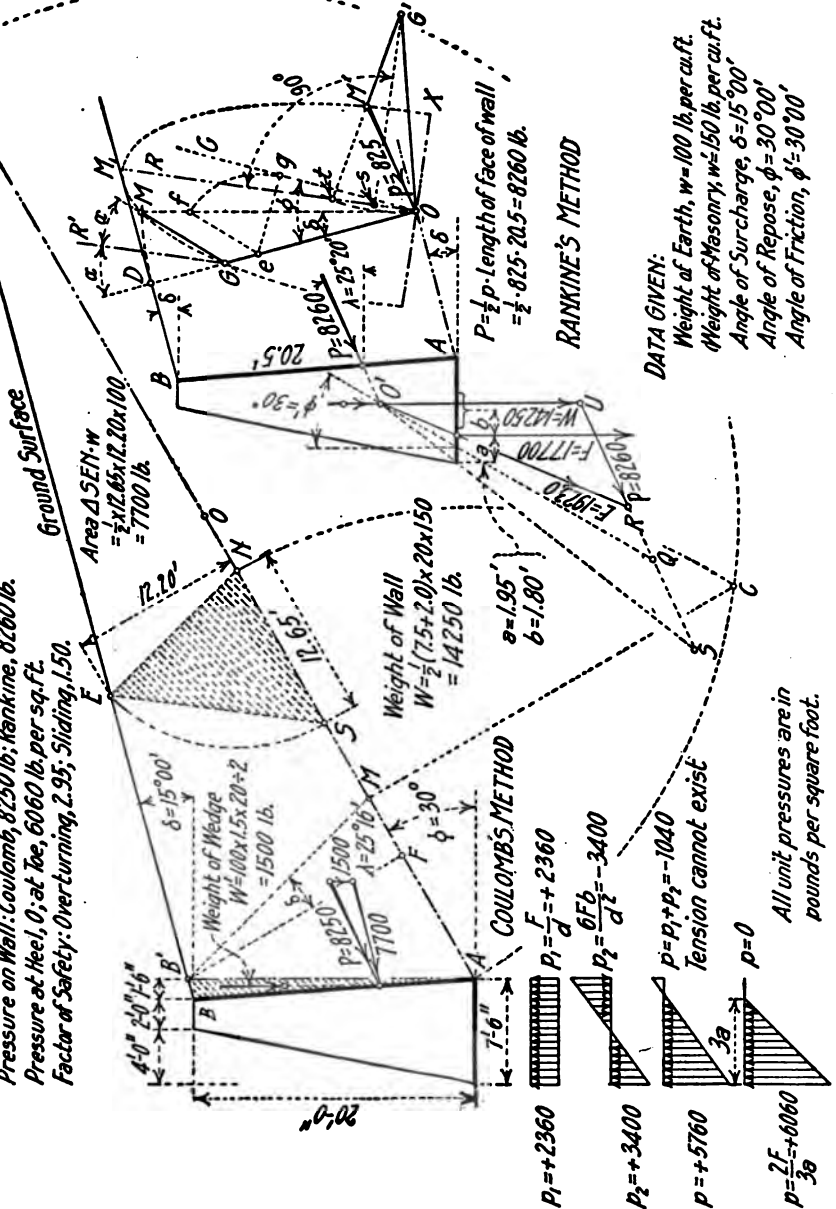 Pressure on Wall: Coulomb, 8250 lb; Rankine, 8260 lb.
Pressure at Heel, 0; at Toe, 6060 lb. per sq. ft.
Factor of Safety: Overturning, 2.95; Sliding, 1.50.
Ground Surface
E
12.20'
Area Δ SEN·w
=½×12.65×12.20×100
=7700 lb.
O
N
12.65'
S
M
F
δ=15°00'
Weight of Wedge
W=100×1.5×20÷2
=1500 lb.
B'
B
4'-0" 2'-0" 1'-6"
20'-0"
7'-6"
A
P=8250
1500
λ=25°16'
7700
φ=30°
COULOMB'S METHOD
Weight of Wall
W=½(7.5+2.0)×20×150
=14250 lb.
a=1.95'
b=1.80'
p₁=+2360
p₁=F/d=+2360
p₂=+3400
p₂=6Fb/d²=-3400
p=+5760
p=p₁+p₂=-1040
Tension cannot exist
3a
p=0
p=2F/3a=+6060
All unit pressures are in
pounds per square foot.
B
20.5'
A
δ
D
φ'=30°
P=8260
λ=25°20'
O'
W=14250
F=17700
E=19230
P=8260
a
b
U
R
Q
S
C
R'
M
M₁
α
α
R
G
G
f
e
g
φ
δ
t
s
O
90°
M'
G'
X
p=825
δ
P=½p·Length of face of wall
=½·825·20.5=8260 lb.
RANKINE'S METHOD
DATA GIVEN:
Weight of Earth, w=100 lb. per cu. ft.
(Weight of Masonry, w=150 lb. per cu. ft.
Angle of Surcharge, δ=15°00'
Angle of Repose, φ=30°00'
Angle of Friction, φ'=30°00'